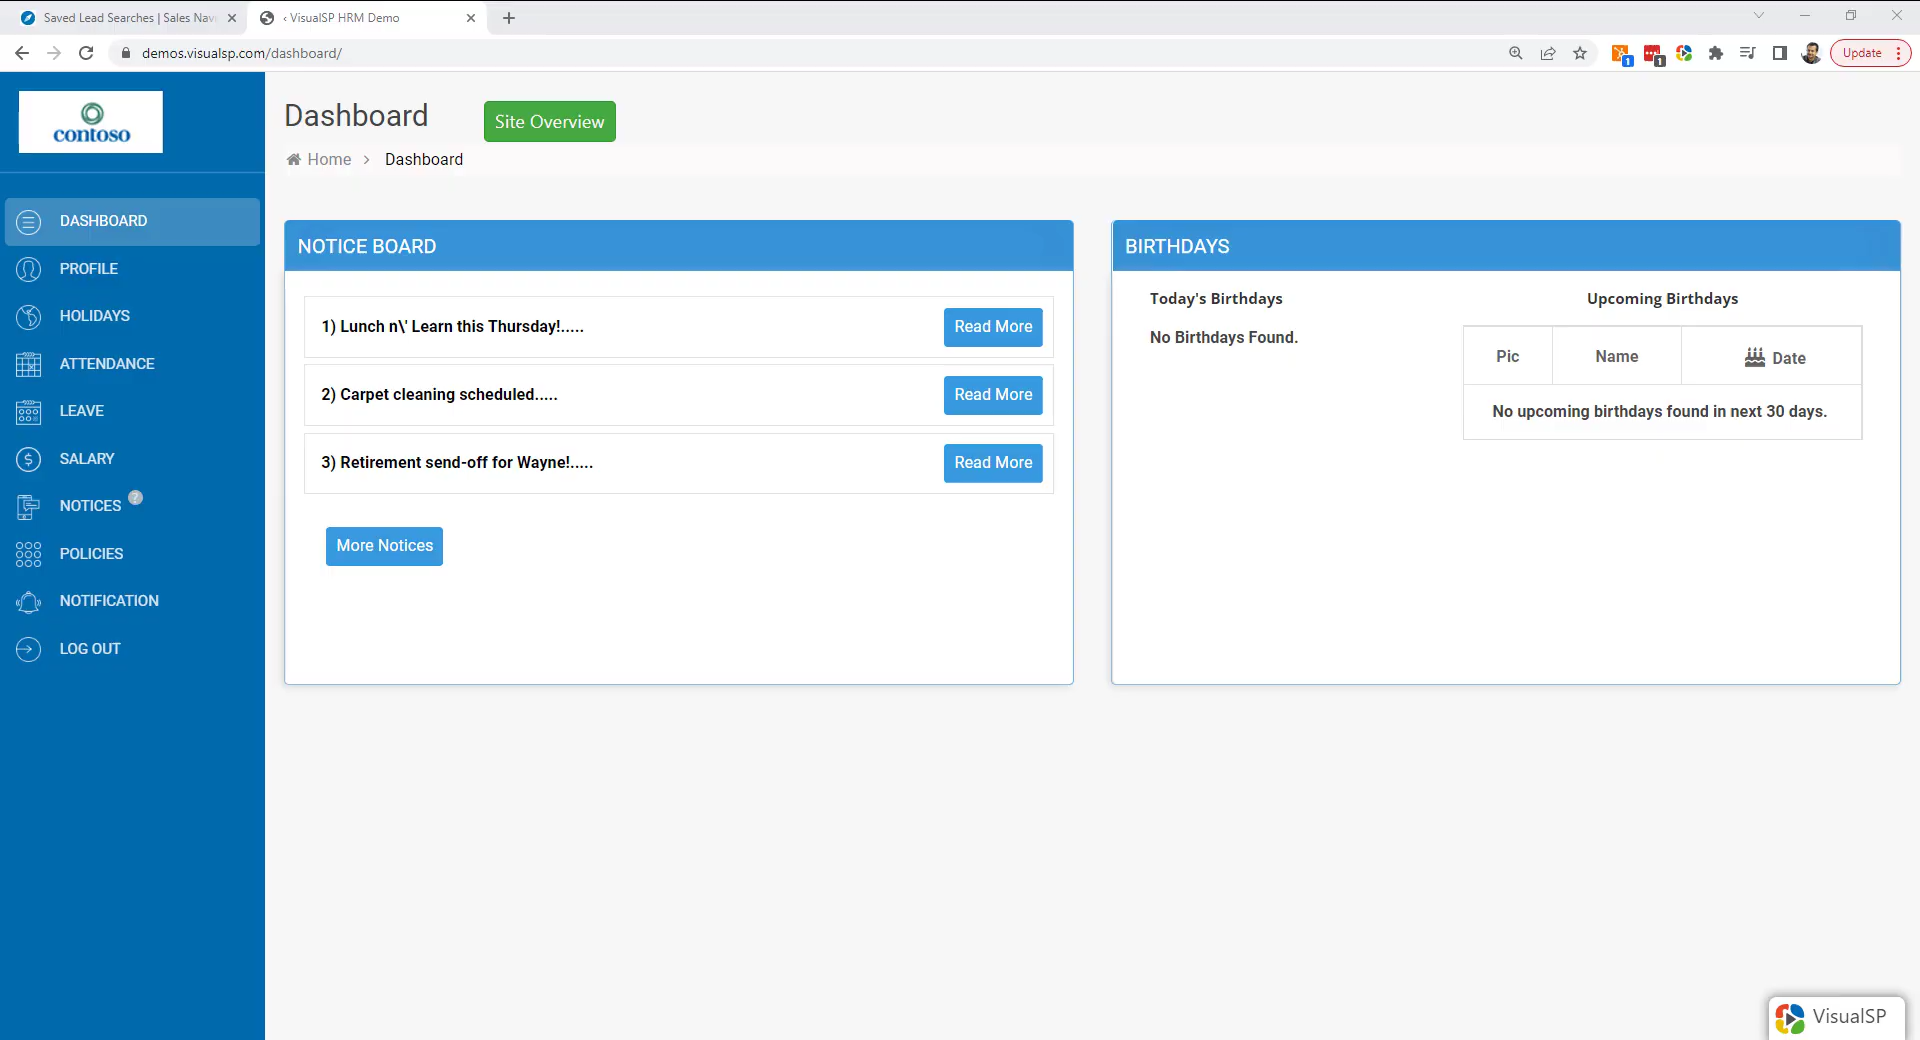 Saved Lead Searches | Sales Nav
‹ VisualSP HRM Demo
demos.visualsp.com/dashboard/
1
1
Update
contoso
DASHBOARD
PROFILE
HOLIDAYS
ATTENDANCE
LEAVE
SALARY
NOTICES ?
POLICIES
NOTIFICATION
LOG OUT
Dashboard
Site Overview
Home > Dashboard
NOTICE BOARD
1) Lunch n\' Learn this Thursday!.....
Read More
2) Carpet cleaning scheduled.....
Read More
3) Retirement send-off for Wayne!.....
Read More
More Notices
BIRTHDAYS
Today's Birthdays
No Birthdays Found.
Upcoming Birthdays
Pic Name Date
No upcoming birthdays found in next 30 days.
VisualSP